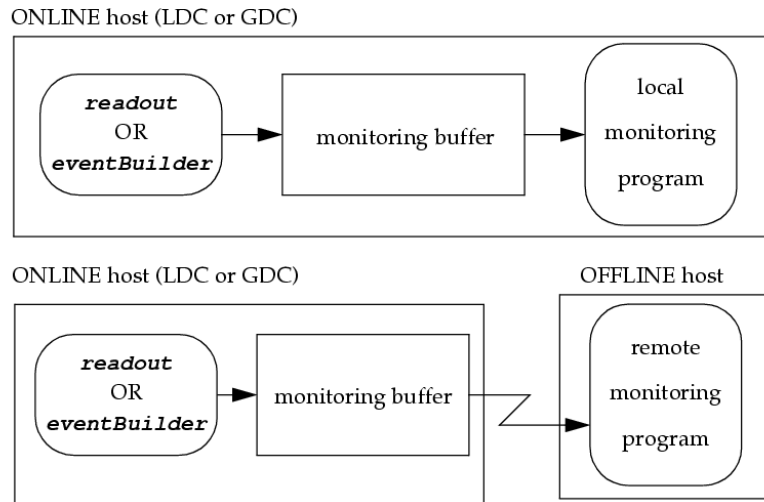 ONLINE host (LDC or GDC)
readout
OR
eventBuilder
monitoring buffer
local
monitoring
program
ONLINE host (LDC or GDC)
OFFLINE host
readout
OR
eventBuilder
monitoring buffer
remote
monitoring
program